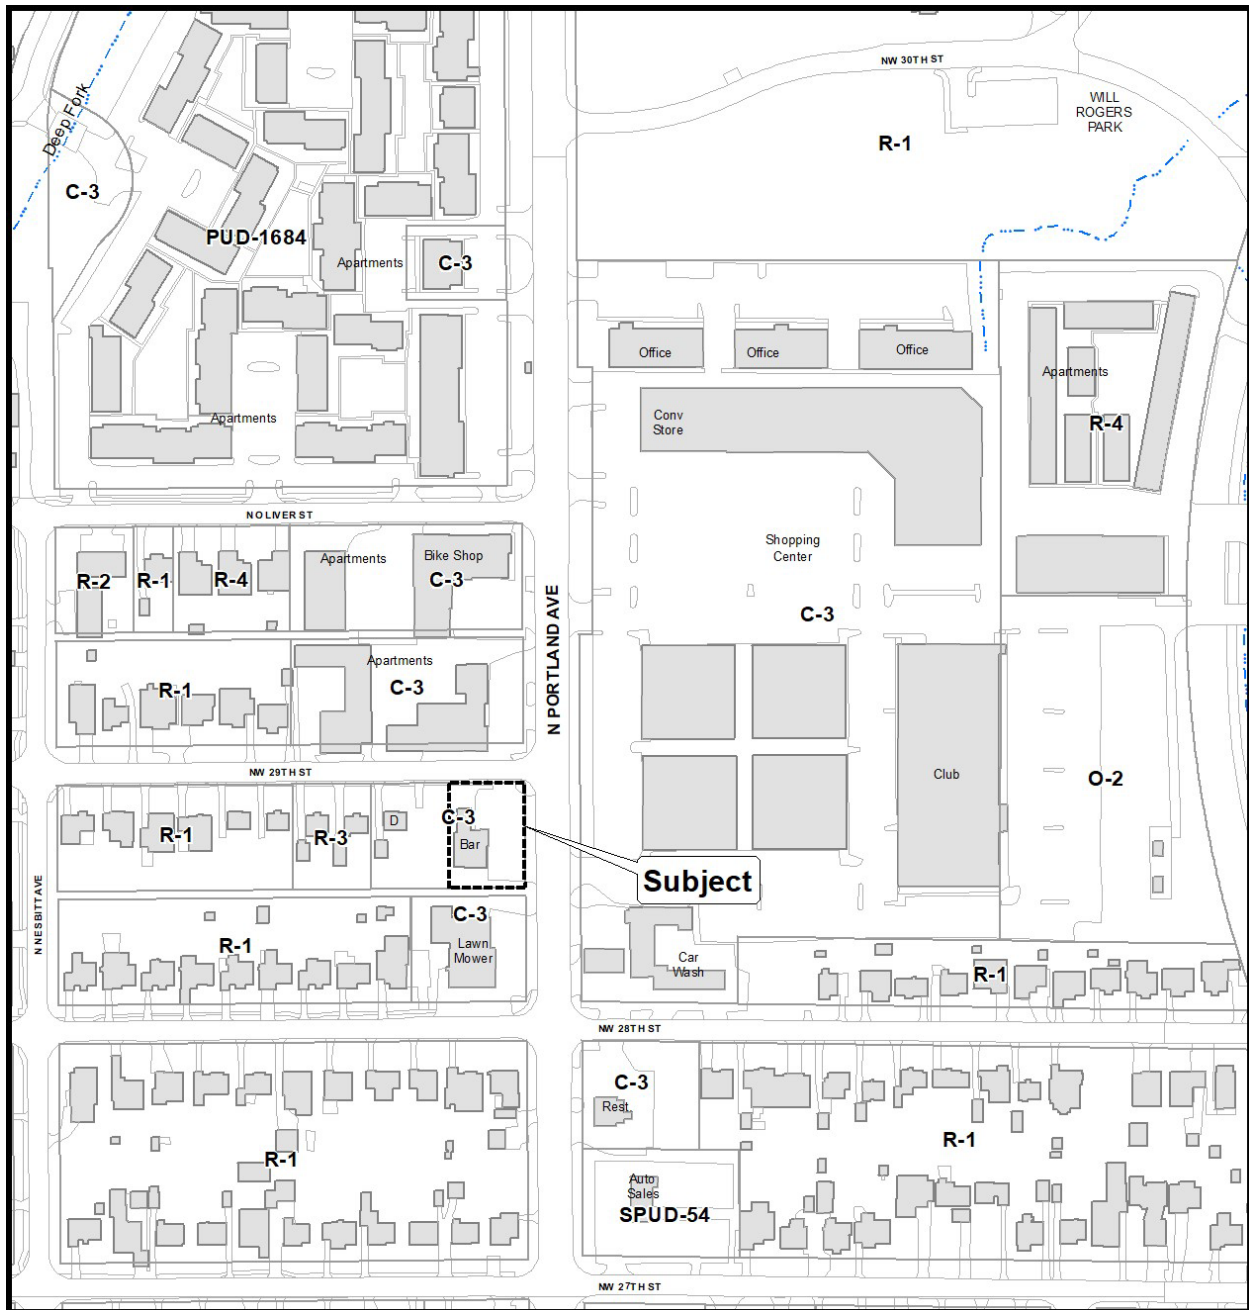 NW 30TH ST
WILL
ROGERS
PARK
Deep Fork
R-1
C-3
PUD-1684
Apartments
C-3
Office
Office
Office
Apartments
R-4
Conv
Store
Apartments
N OLIVER ST
Shopping
Center
C-3
R-2
R-1
R-4
Apartments
Bike Shop
C-3
N PORTLAND AVE
R-1
Apartments
C-3
NW 29TH ST
Club
O-2
R-1
R-3
D
C-3
Bar
Subject
N NESBITT AVE
R-1
C-3
Lawn
Mower
Car
Wash
R-1
NW 28TH ST
C-3
Rest
R-1
R-1
Auto
Sales
SPUD-54
NW 27TH ST